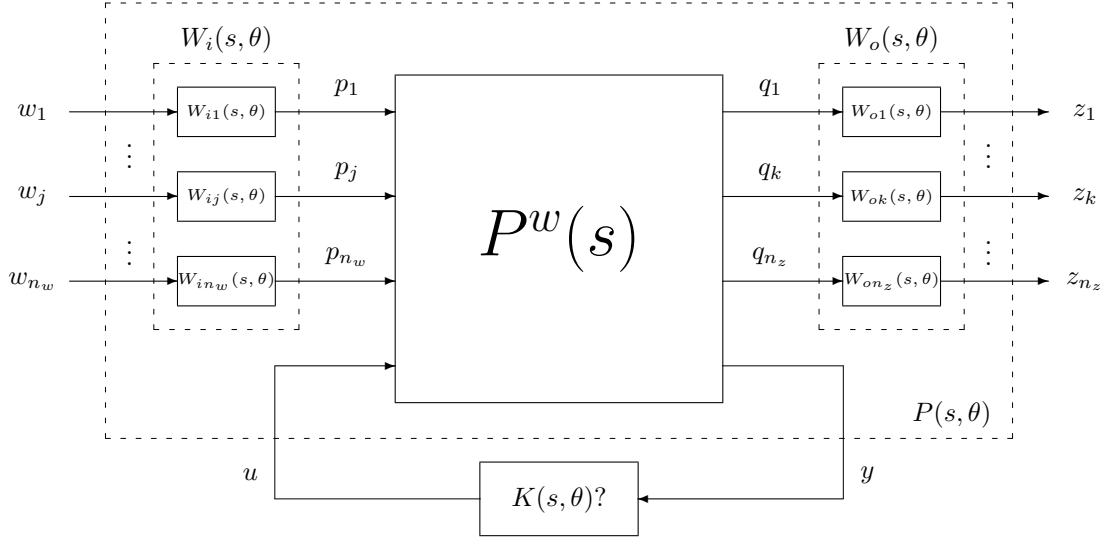 W_i(s, θ) W_o(s, θ)
w_1 W_{i1}(s, θ) p_1 q_1 W_{o1}(s, θ) z_1
⋮ ⋮
w_j W_{ij}(s, θ) p_j P^w(s) q_k W_{ok}(s, θ) z_k
⋮ ⋮
w_{n_w} W_{in_w}(s, θ) p_{n_w} q_{n_z} W_{on_z}(s, θ) z_{n_z}
P(s, θ)
u K(s, θ)? y